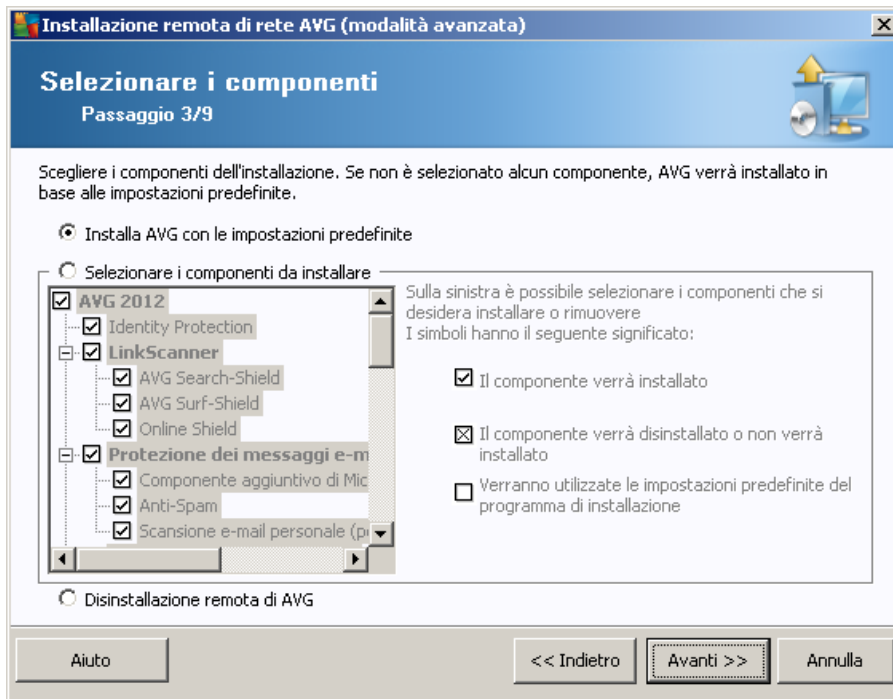 Installazione remota di rete AVG (modalità avanzata)
Selezionare i componenti
Passaggio 3/9
Scegliere i componenti dell'installazione. Se non è selezionato alcun componente, AVG verrà installato in
base alle impostazioni predefinite.
Installa AVG con le impostazioni predefinite
Selezionare i componenti da installare
AVG 2012
Identity Protection
LinkScanner
AVG Search-Shield
AVG Surf-Shield
Online Shield
Protezione dei messaggi e-m
Componente aggiuntivo di Mic
Anti-Spam
Scansione e-mail personale (p
Sulla sinistra è possibile selezionare i componenti che si
desidera installare o rimuovere
I simboli hanno il seguente significato:
Il componente verrà installato
Il componente verrà disinstallato o non verrà
installato
Verranno utilizzate le impostazioni predefinite del
programma di installazione
Disinstallazione remota di AVG
Aiuto
<< Indietro
Avanti >>
Annulla